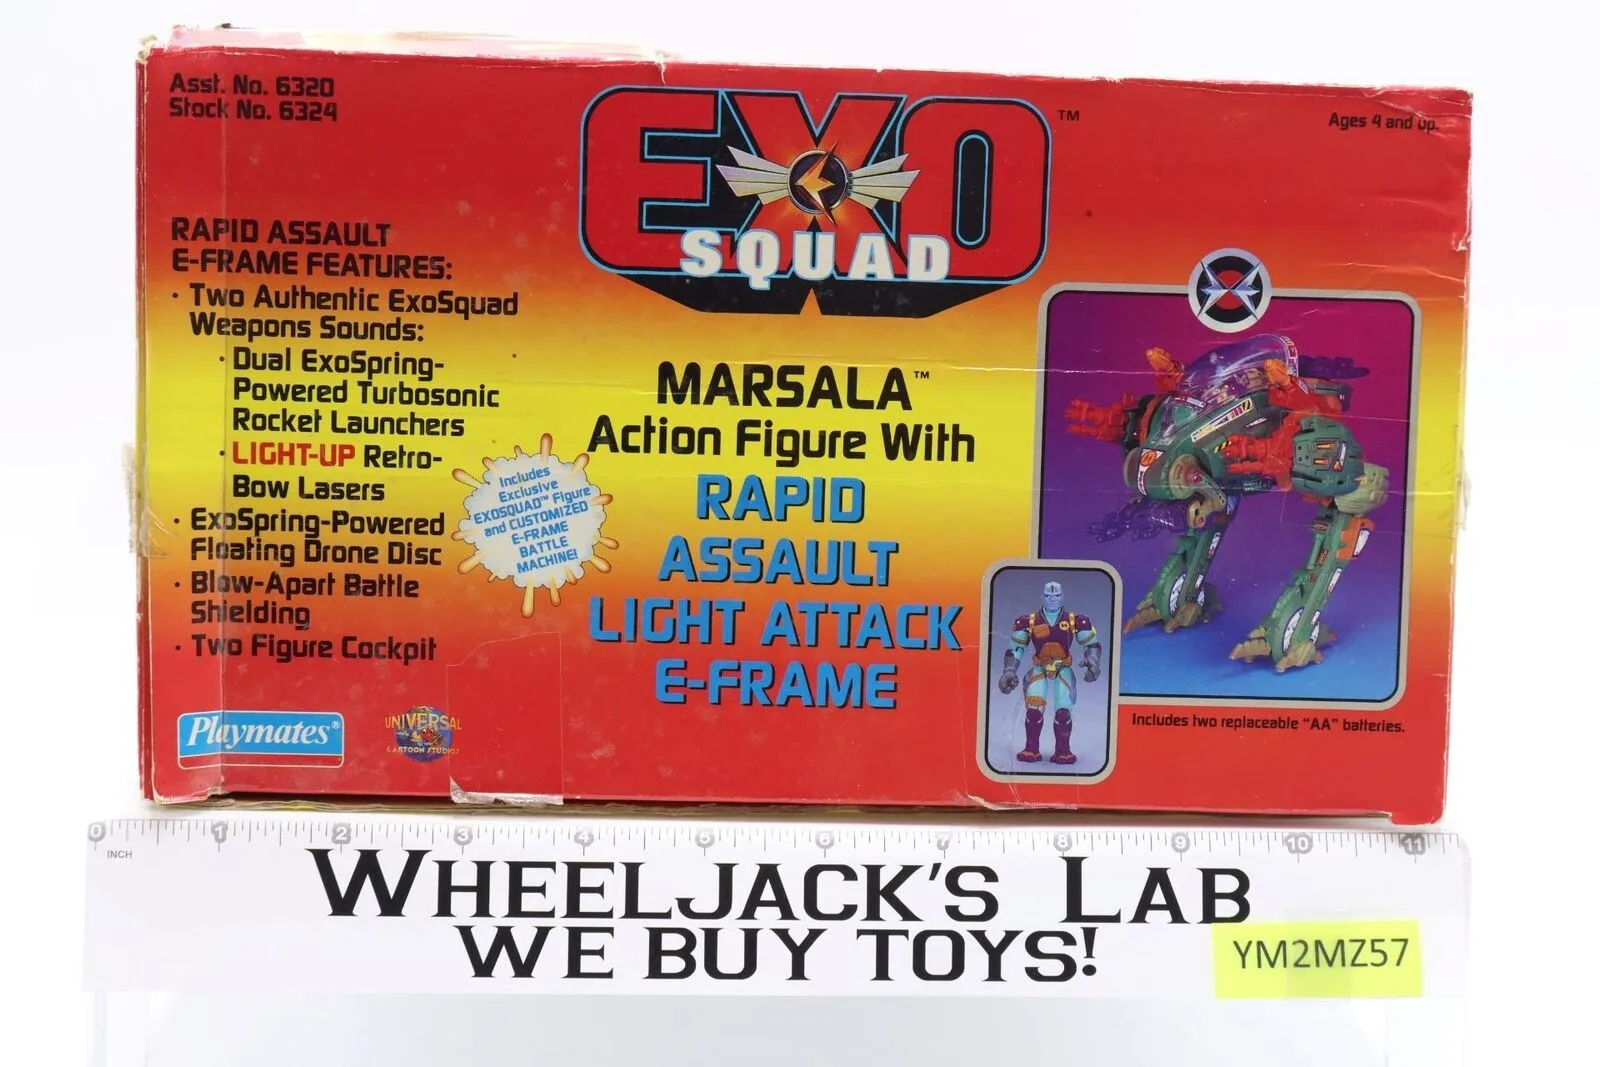 Asst. No. 6320
Stock No. 6324
EXO
SQUAD
TM
Ages 4 and up.
RAPID ASSAULT
E-FRAME FEATURES:
· Two Authentic ExoSquad
Weapons Sounds:
· Dual ExoSpring-
Powered Turbosonic
Rocket Launchers
· LIGHT-UP Retro-
Bow Lasers
· ExoSpring-Powered
Floating Drone Disc
· Blow-Apart Battle
Shielding
· Two Figure Cockpit
Includes
Exclusive
EXOSQUAD™ Figure
and CUSTOMIZED
E-FRAME
BATTLE
MACHINE!
MARSALA™
Action Figure With
RAPID
ASSAULT
LIGHT ATTACK
E-FRAME
Includes two replaceable "AA" batteries.
Playmates®
UNIVERSAL
CARTOON STUDIOS
0 1 2 3 4 5 6 7 8 9 10 11
INCH
WHEELJACK'S LAB
WE BUY TOYS!
YM2MZ57